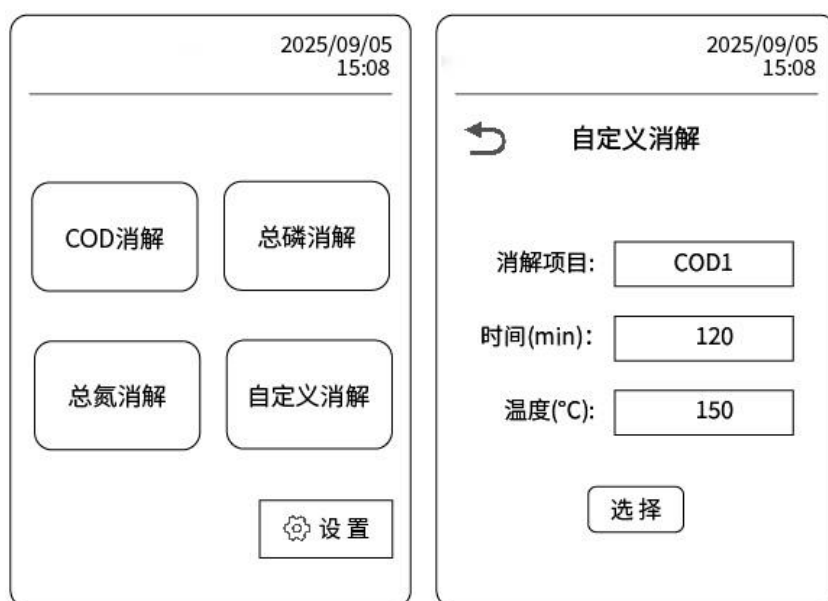 2025/09/05
15:08
COD消解
总磷消解
总氮消解
自定义消解
设置
2025/09/05
15:08
自定义消解
消解项目: COD1
时间(min): 120
温度(°C): 150
选择